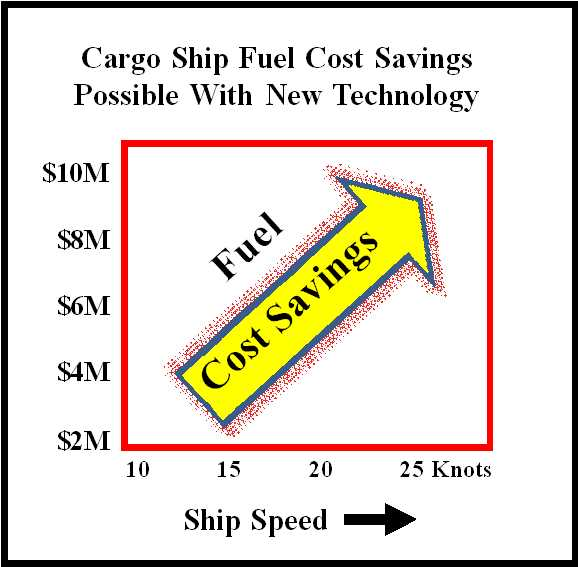 Cargo Ship Fuel Cost Savings
Possible With New Technology
$10M
$8M
$6M
$4M
$2M
Fuel
Cost Savings
10 15 20 25 Knots
Ship Speed